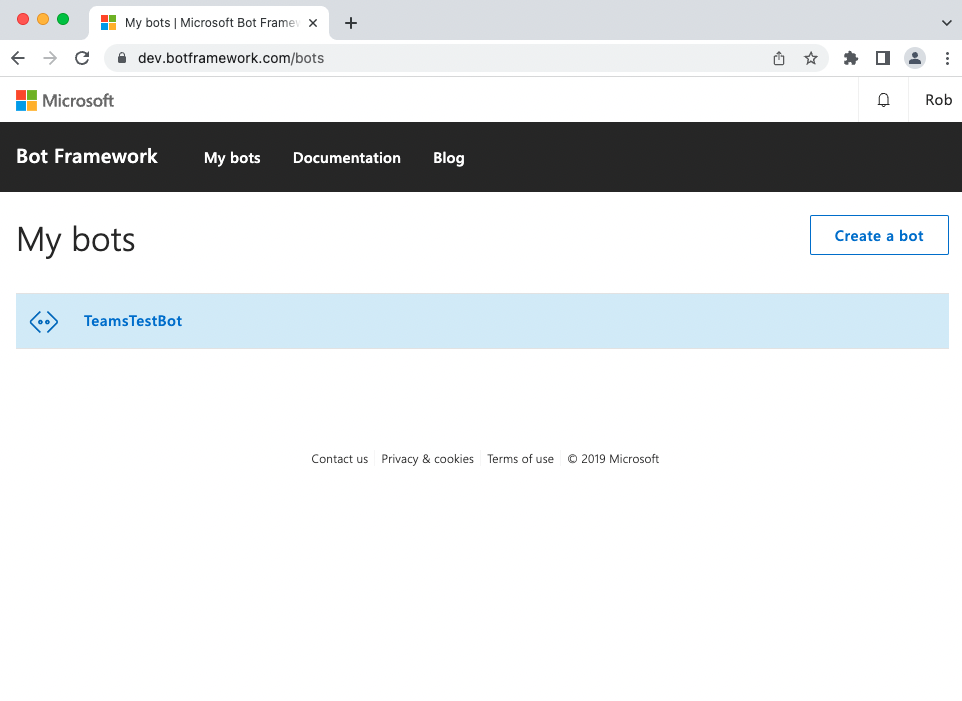 My bots | Microsoft Bot Framew
dev.botframework.com/bots
Microsoft
Rob
Bot Framework
My bots
Documentation
Blog
My bots
Create a bot
TeamsTestBot
Contact us
Privacy & cookies
Terms of use
© 2019 Microsoft